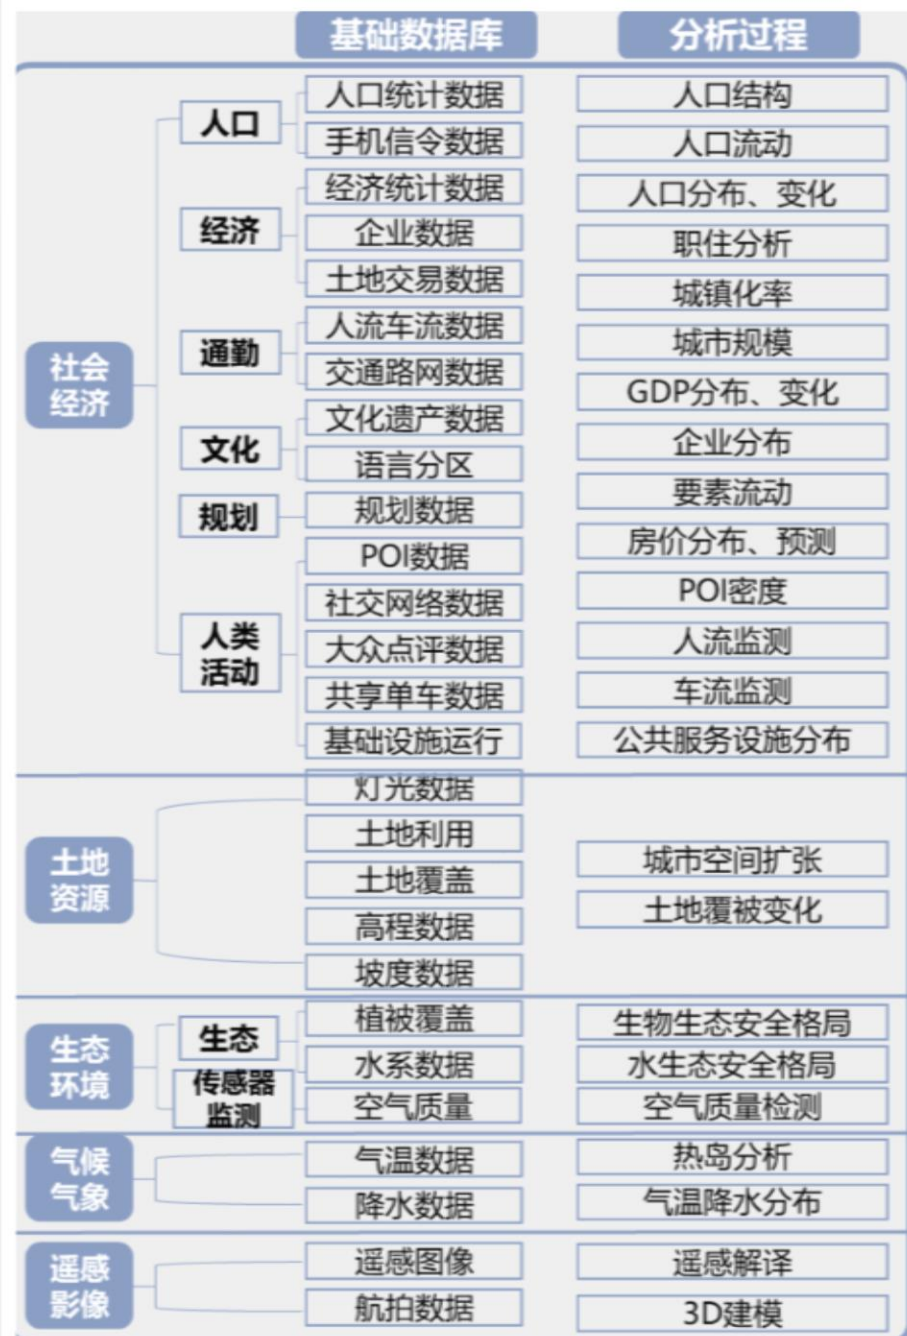 基础数据库
分析过程
社会
经济
人口
人口统计数据
手机信令数据
经济
经济统计数据
企业数据
土地交易数据
通勤
人流车流数据
交通路网数据
文化
文化遗产数据
语言分区
规划
规划数据
人类
活动
POI数据
社交网络数据
大众点评数据
共享单车数据
基础设施运行
人口结构
人口流动
人口分布、变化
职住分析
城镇化率
城市规模
GDP分布、变化
企业分布
要素流动
房价分布、预测
POI密度
人流监测
车流监测
公共服务设施分布
土地
资源
灯光数据
土地利用
土地覆盖
高程数据
坡度数据
城市空间扩张
土地覆被变化
生态
环境
生态
植被覆盖
水系数据
传感器
监测
空气质量
生物生态安全格局
水生态安全格局
空气质量检测
气候
气象
气温数据
降水数据
热岛分析
气温降水分布
遥感
影像
遥感图像
航拍数据
遥感解译
3D建模